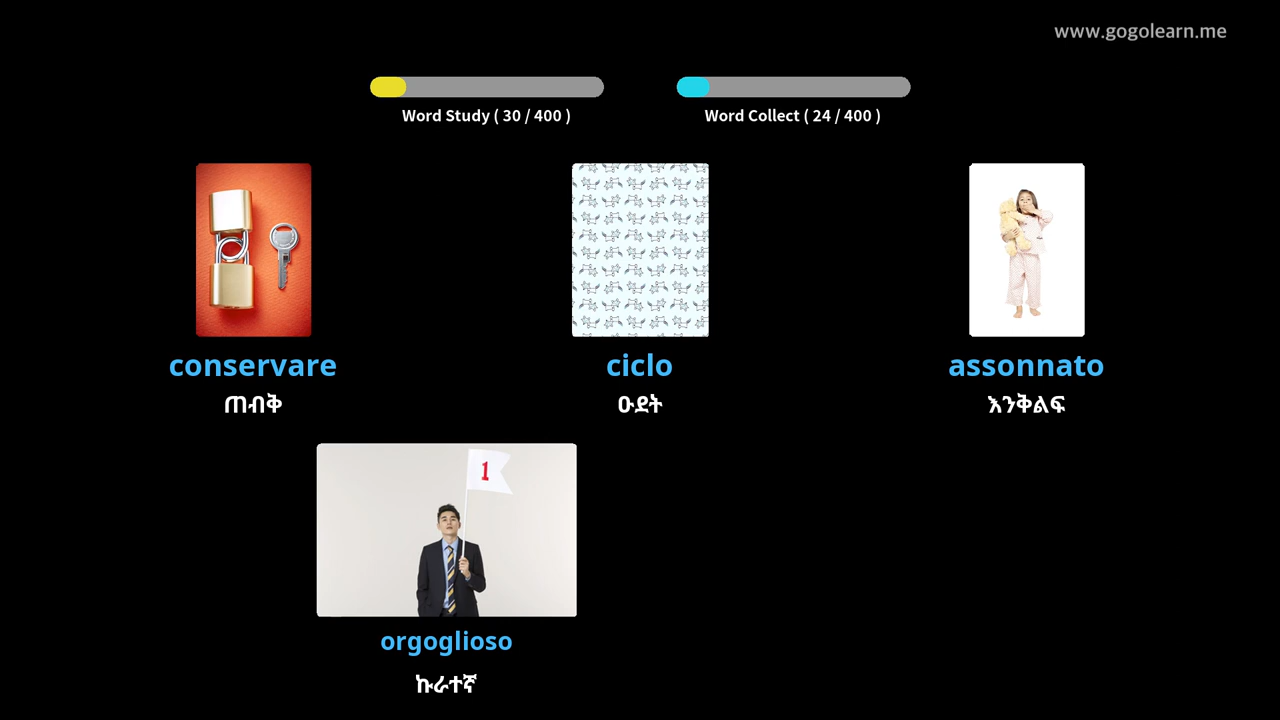 www.gogolearn.me
Word Study ( 30 / 400 )
Word Collect ( 24 / 400 )
conservare
ጠብቅ
ciclo
ዑደት
assonnato
እንቅልፍ
1
orgoglioso
ኩራተኛ